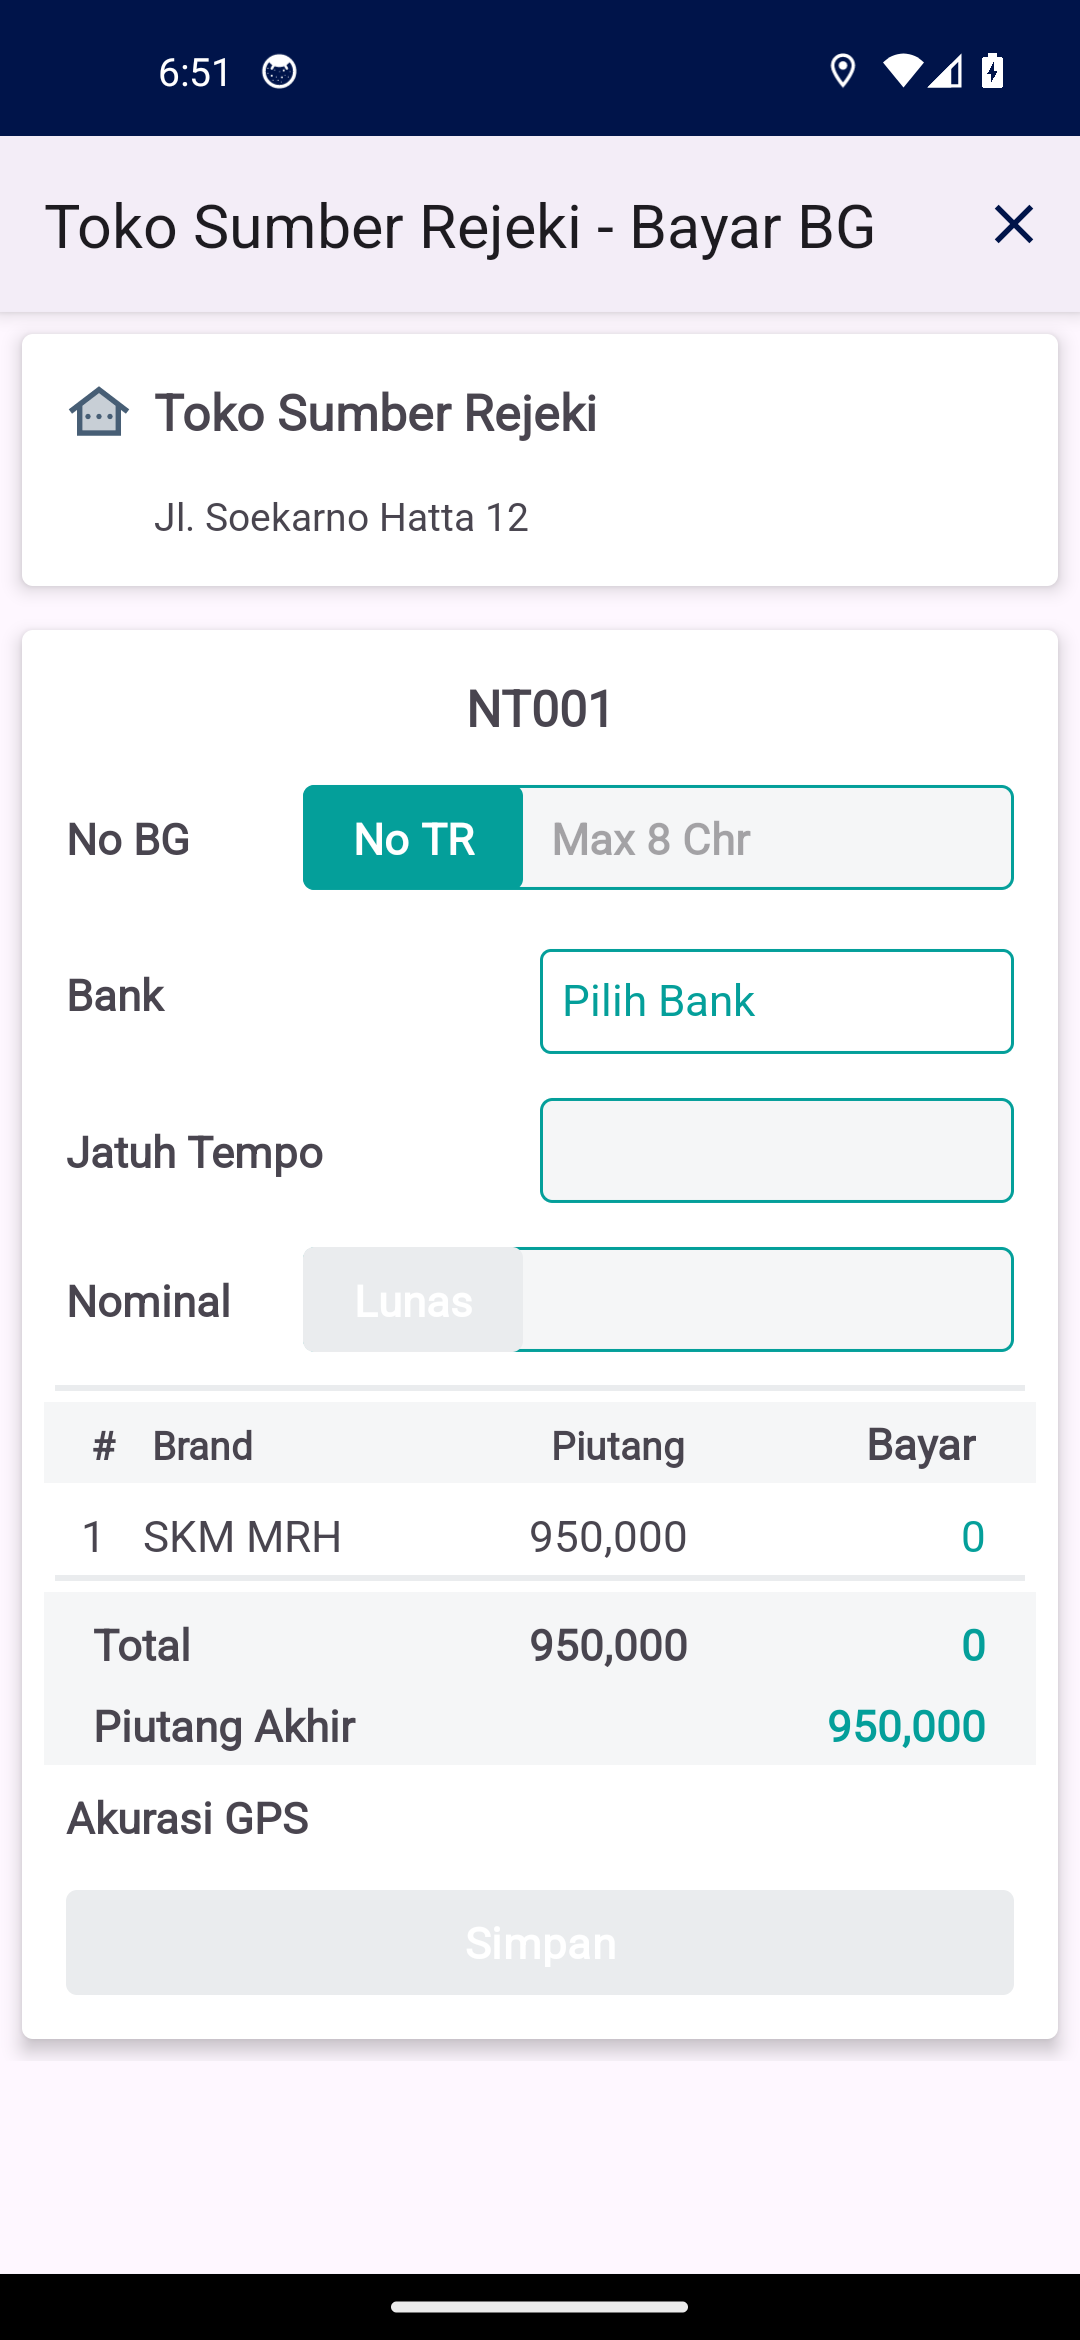 6:51
Toko Sumber Rejeki - Bayar BG
Toko Sumber Rejeki
Jl. Soekarno Hatta 12
NT001
No BG No TR Max 8 Chr
Bank Pilih Bank
Jatuh Tempo
Nominal Lunas
# Brand Piutang Bayar
1 SKM MRH 950,000 0
Total 950,000 0
Piutang Akhir 950,000
Akurasi GPS
Simpan